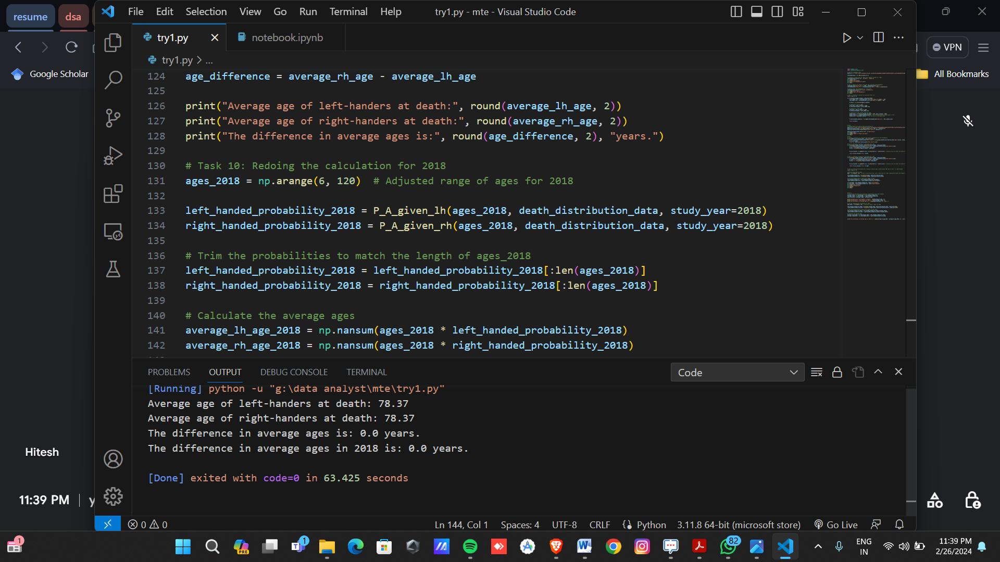 resume
dsa
File Edit Selection View Go Run Terminal Help
try1.py - mte - Visual Studio Code
try1.py
notebook.ipynb
VPN
Google Scholar
All Bookmarks
try1.py > ...
124 age_difference = average_rh_age - average_lh_age
125
126 print("Average age of left-handers at death:", round(average_lh_age, 2))
127 print("Average age of right-handers at death:", round(average_rh_age, 2))
128 print("The difference in average ages is:", round(age_difference, 2), "years.")
129
130 # Task 10: Redoing the calculation for 2018
131 ages_2018 = np.arange(6, 120)  # Adjusted range of ages for 2018
132
133 left_handed_probability_2018 = P_A_given_lh(ages_2018, death_distribution_data, study_year=2018)
134 right_handed_probability_2018 = P_A_given_rh(ages_2018, death_distribution_data, study_year=2018)
135
136 # Trim the probabilities to match the length of ages_2018
137 left_handed_probability_2018 = left_handed_probability_2018[:len(ages_2018)]
138 right_handed_probability_2018 = right_handed_probability_2018[:len(ages_2018)]
139
140 # Calculate the average ages
141 average_lh_age_2018 = np.nansum(ages_2018 * left_handed_probability_2018)
142 average_rh_age_2018 = np.nansum(ages_2018 * right_handed_probability_2018)
PROBLEMS OUTPUT DEBUG CONSOLE TERMINAL
Code
[Running] python -u "g:\data analyst\mte\try1.py"
Average age of left-handers at death: 78.37
Average age of right-handers at death: 78.37
The difference in average ages is: 0.0 years.
The difference in average ages in 2018 is: 0.0 years.
[Done] exited with code=0 in 63.425 seconds
Hitesh
11:39 PM | y
0 0
Ln 144, Col 1 Spaces: 4 UTF-8 CRLF Python 3.11.8 64-bit (microsoft store) Go Live
1
PRE
1
82
ENG
IN
11:39 PM
2/26/2024